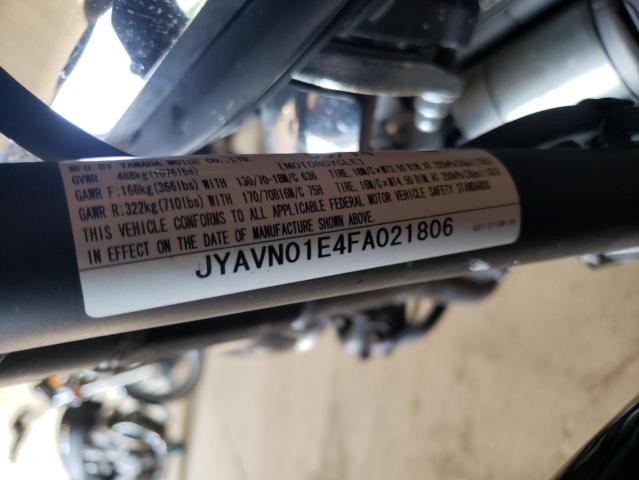 MFD. BY YAMAHA MOTOR CO., LTD. (MOTORCYCLE)
GVWR 488kg(1076lbs)
GAWR F:166kg(366lbs) WITH 130/70-18M/C 63H TIRE,
GAWR R:322kg(710lbs) WITH 170/70B16M/C 75H TIRE,
THIS VEHICLE CONFORMS TO ALL APPLICABLE FEDERAL MOTOR VEHICLE SAFETY STANDARDS
IN EFFECT ON THE DATE OF MANUFACTURE SHOWN ABOVE.
JYAVN01E4FA021806